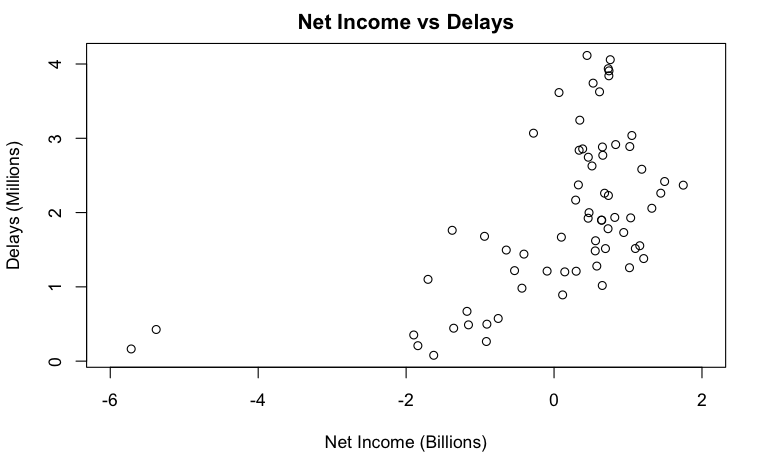 Net Income vs Delays
Delays (Millions)
4
3
2
1
0
-6 -4 -2 0 2
Net Income (Billions)